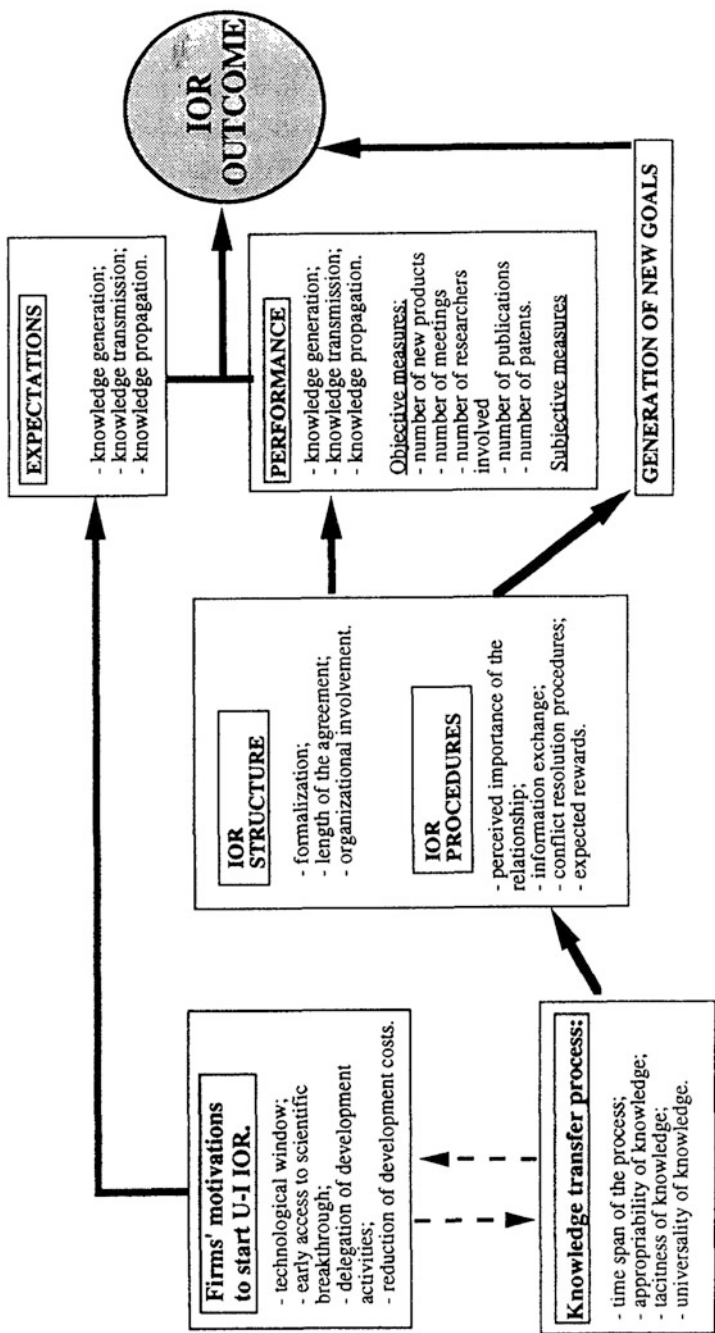 Firms' motivations
to start U-I IOR.
- technological window;
- early access to scientific
breakthrough;
- delegation of development
activities;
- reduction of development costs.
Knowledge transfer process:
- time span of the process;
- appropriability of knowledge;
- tacitness of knowledge;
- universality of knowledge.
IOR
STRUCTURE
- formalization;
- length of the agreement;
- organizational involvement.
IOR
PROCEDURES
- perceived importance of the
relationship;
- information exchange;
- conflict resolution procedures;
- expected rewards.
EXPECTATIONS
- knowledge generation;
- knowledge transmission;
- knowledge propagation.
PERFORMANCE
- knowledge generation;
- knowledge transmission;
- knowledge propagation.
Objective measures:
- number of new products
- number of meetings
- number of researchers
involved
- number of publications
- number of patents.
Subjective measures
GENERATION OF NEW GOALS
IOR
OUTCOME